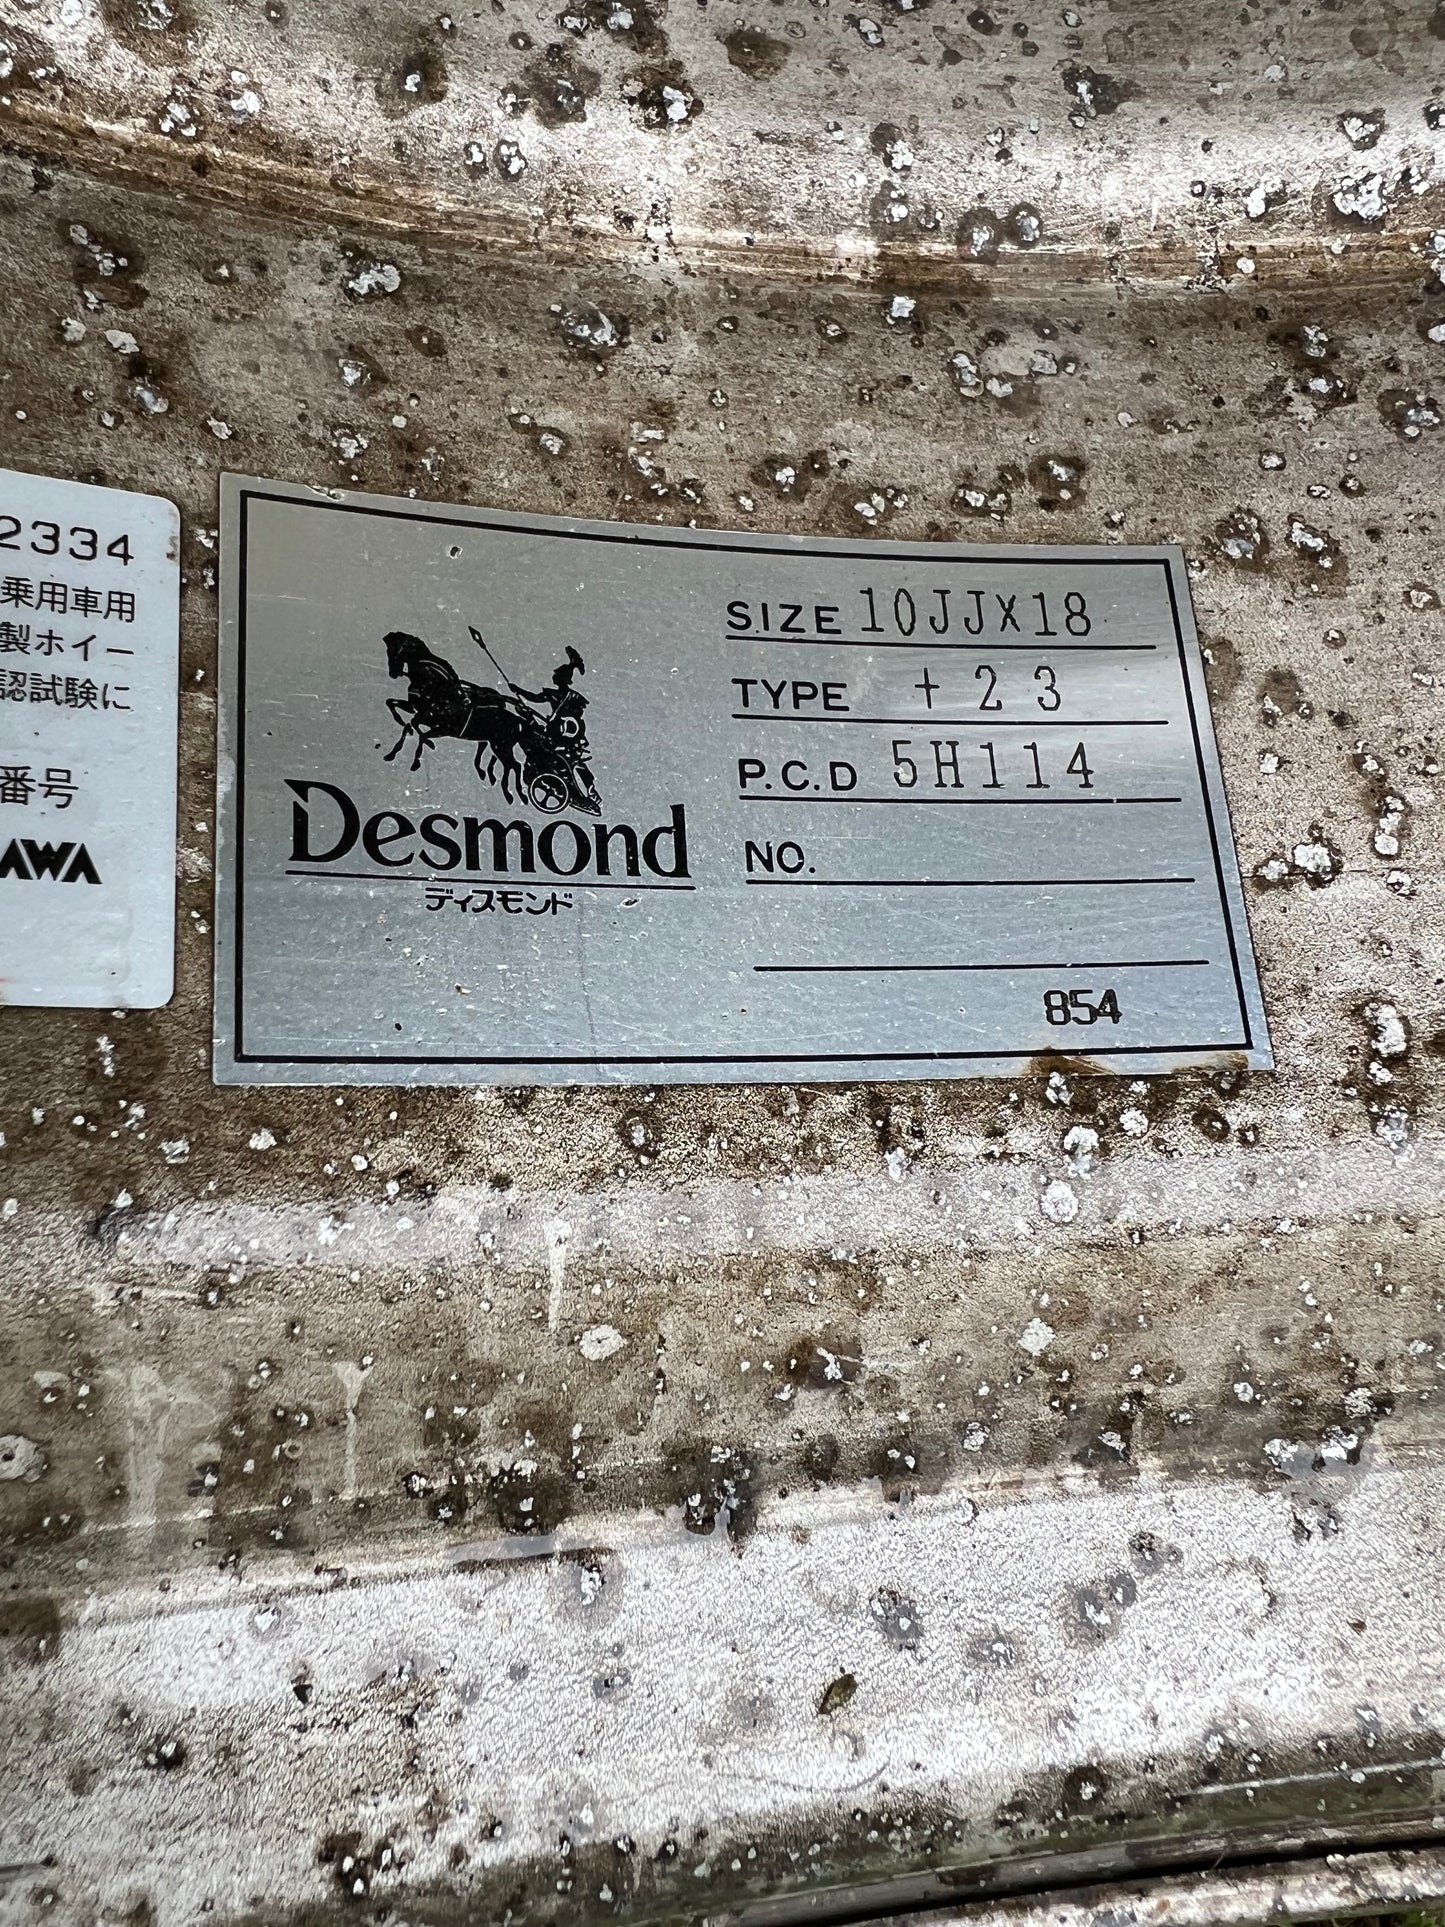 2334
乗用車用
製ホイー
認試験に
番号
AWA
Desmond
ディスモンド
SIZE 10JJX18
TYPE +23
P.C.D 5H114
NO.
854